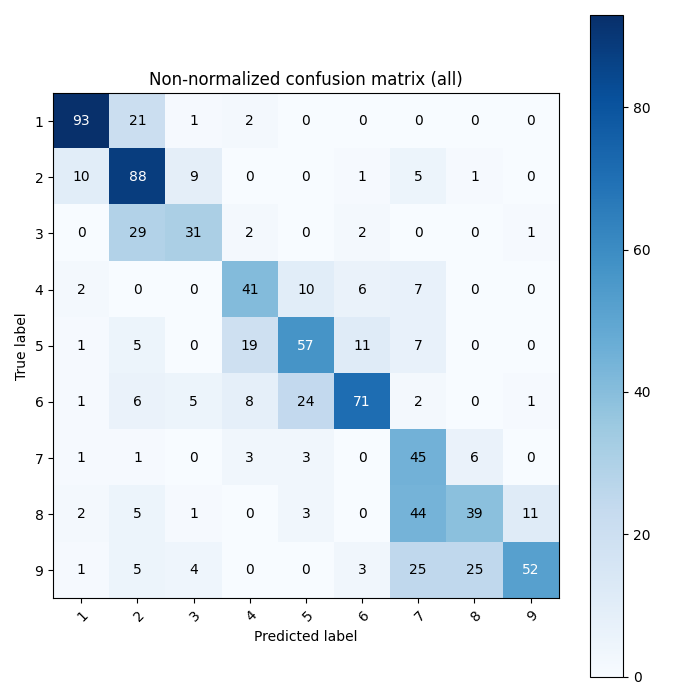 Non-normalized confusion matrix (all)
True label
1 93 21 1 2 0 0 0 0 0
2 10 88 9 0 0 1 5 1 0
3 0 29 31 2 0 2 0 0 1
4 2 0 0 41 10 6 7 0 0
5 1 5 0 19 57 11 7 0 0
6 1 6 5 8 24 71 2 0 1
7 1 1 0 3 3 0 45 6 0
8 2 5 1 0 3 0 44 39 11
9 1 5 4 0 0 3 25 25 52
1 2 3 4 5 6 7 8 9
Predicted label
80
60
40
20
0